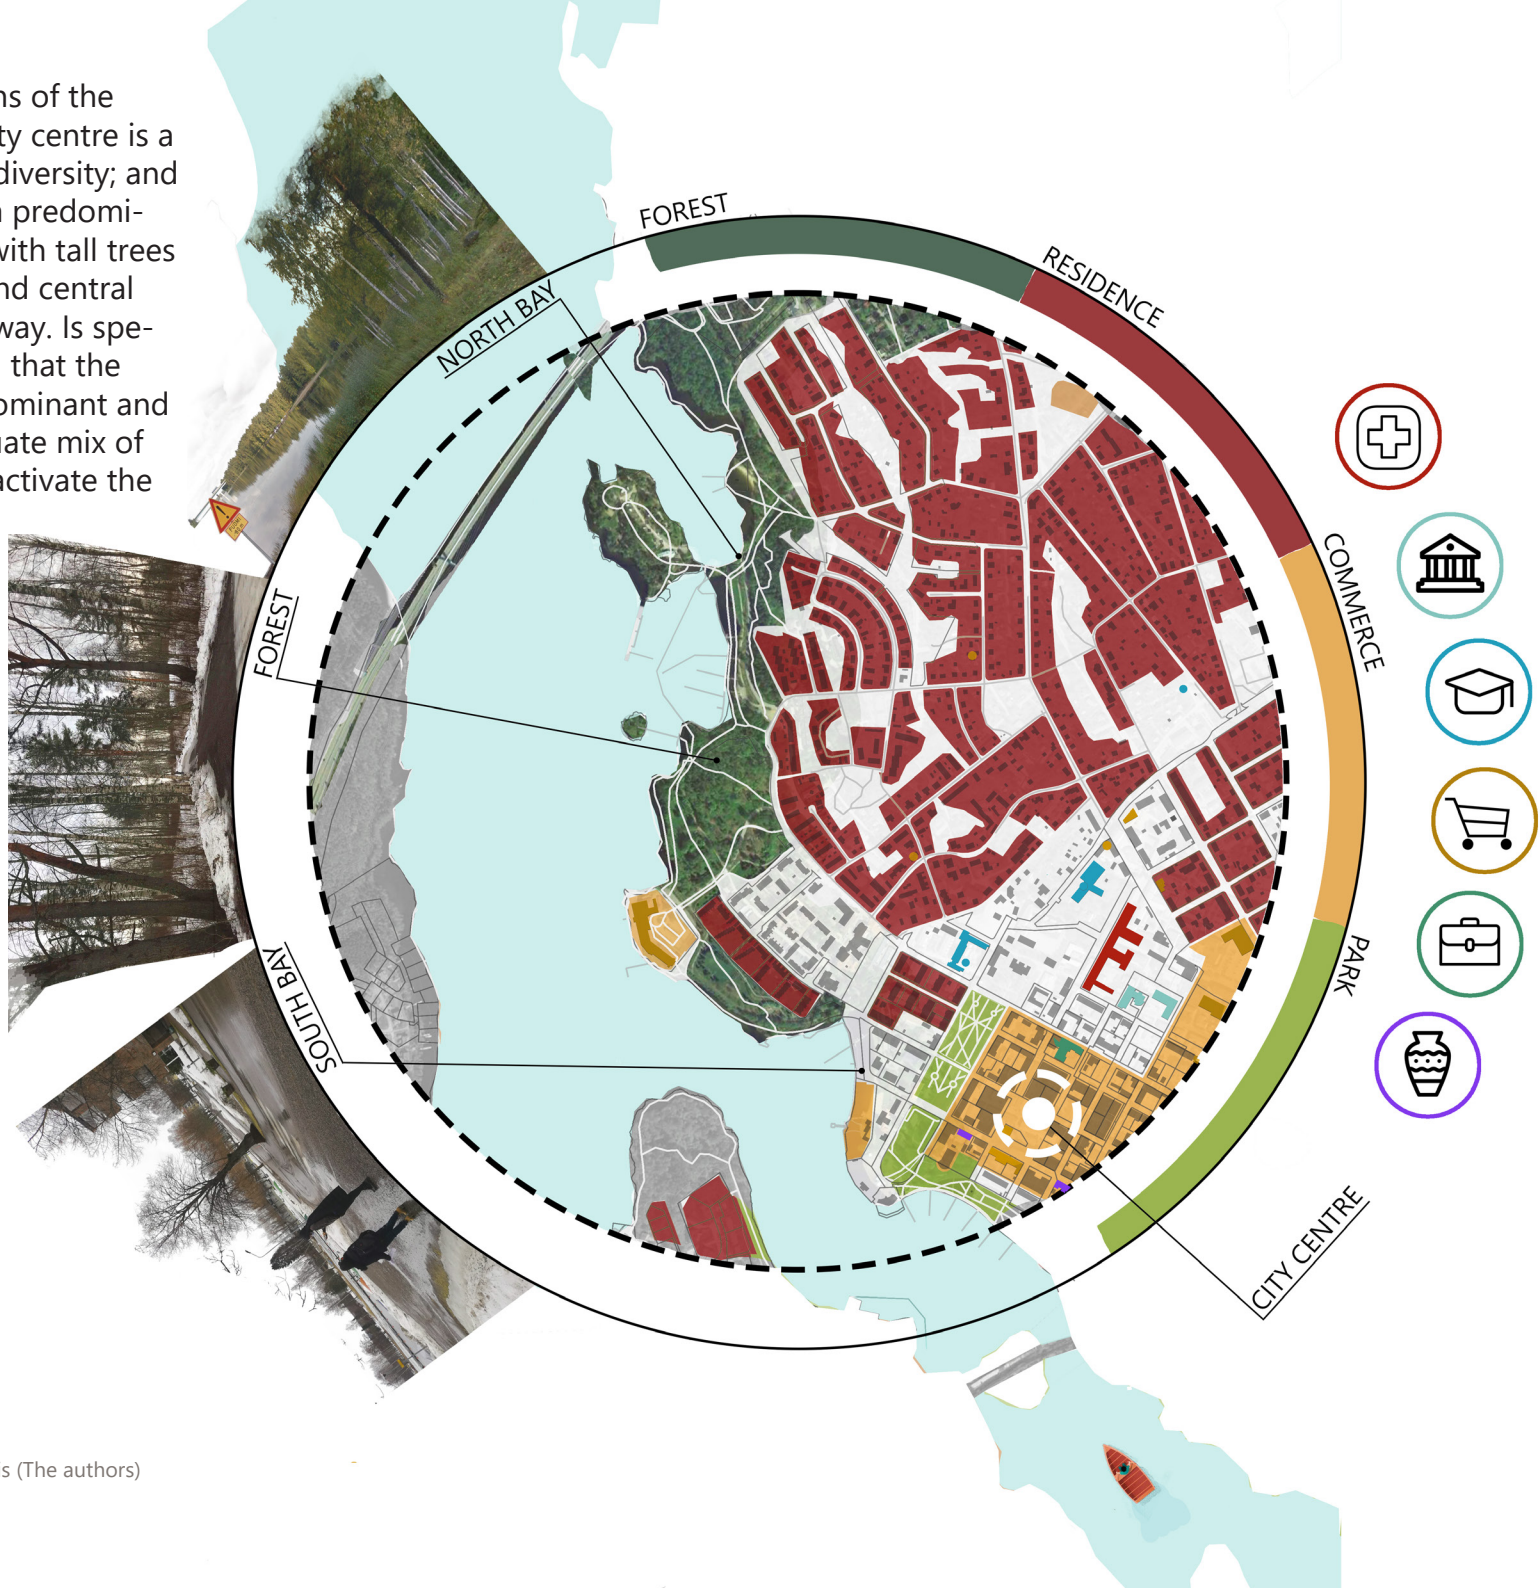 ns of the
ty centre is a
diversity; and
predomi-
with tall trees
nd central
way. Is spe-
that the
ominant and
uate mix of
activate the
FOREST
RESIDENCE
NORTH BAY
COMMERCE
FOREST
PARK
SOUTH BAY
CITY CENTRE
s (The authors)